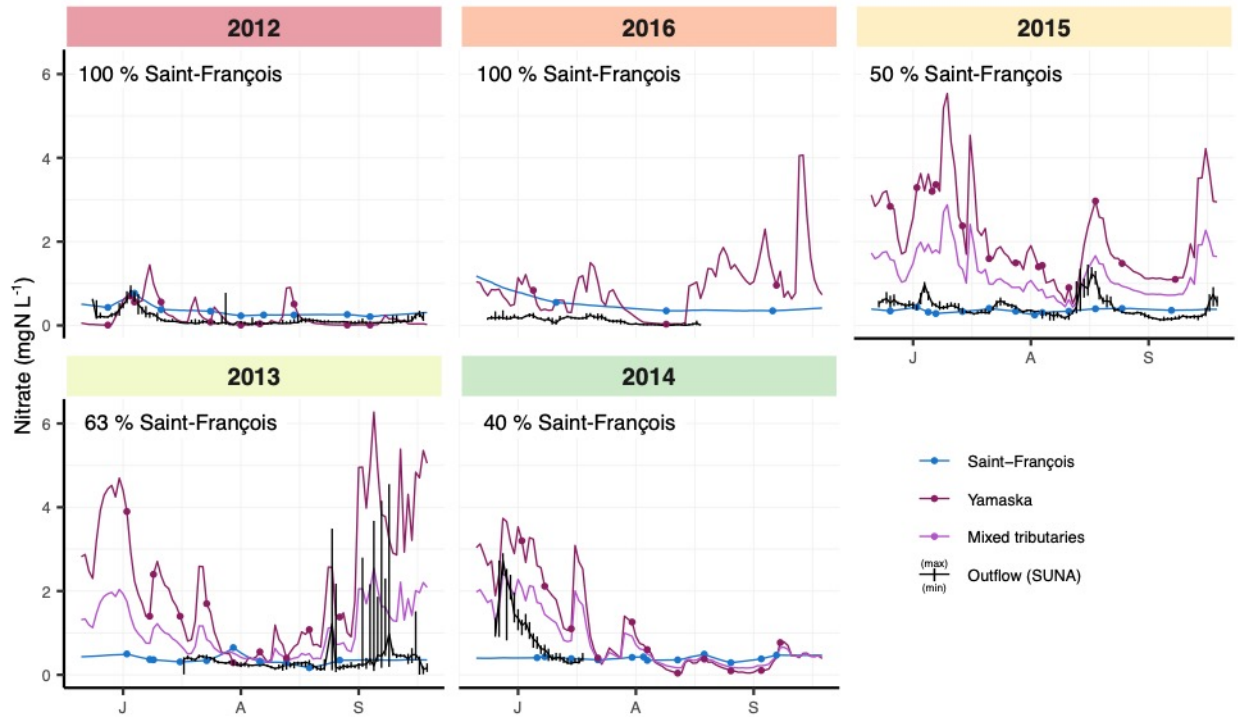 2012
2016
2015
6
100 % Saint-François
100 % Saint-François
50 % Saint-François
4
2
0
J
A
S
2013
2014
Nitrate (mgN L⁻¹)
6
63 % Saint-François
40 % Saint-François
4
2
0
Saint−François
Yamaska
Mixed tributaries
(max)
Outflow (SUNA)
(min)
J
A
S
J
A
S